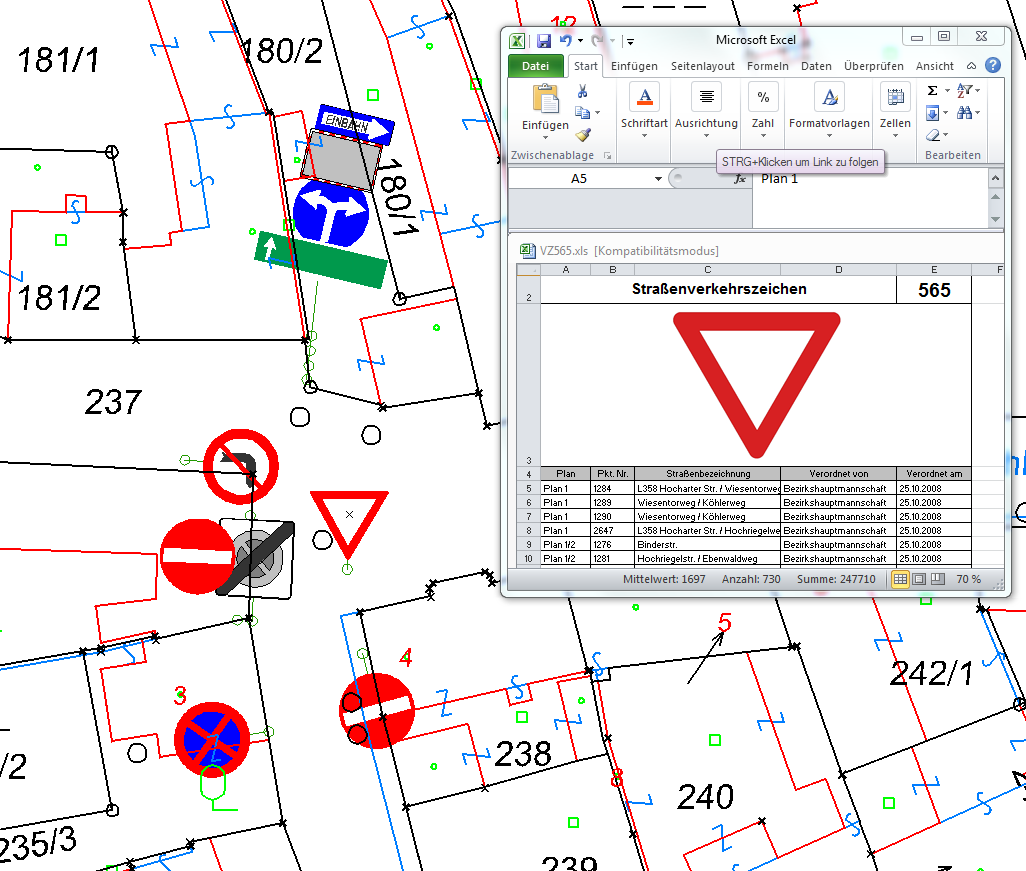 12
181/1
180/2
EINBAHN
180/1
181/2
237
3
4
5
8
238
240
242/1
/2
235/3
239
Microsoft Excel
Datei Start Einfügen Seitenlayout Formeln Daten Überprüfen Ansicht
Einfügen Schriftart Ausrichtung Zahl Formatvorlagen Zellen
Zwischenablage Bearbeiten
STRG+Klicken um Link zu folgen
A5 fx Plan 1
VZ565.xls [Kompatibilitätsmodus]
A B C D E F
2 Straßenverkehrszeichen 565
3
4 Plan Pkt. Nr. Straßenbezeichnung Verordnet von Verordnet am
5 Plan 1 1284 L358 Hocharter Str. / Wiesentorweg Bezirkshauptmannschaft 25.10.2008
6 Plan 1 1289 Wiesentorweg / Köhlerweg Bezirkshauptmannschaft 25.10.2008
7 Plan 1 1290 Wiesentorweg / Köhlerweg Bezirkshauptmannschaft 25.10.2008
8 Plan 1 2647 L358 Hocharter Str. / Hochriegelwe Bezirkshauptmannschaft 25.10.2008
9 Plan 1/2 1276 Binderstr. Bezirkshauptmannschaft 25.10.2008
10 Plan 1/2 1281 Hochriegelstr. / Ebenwaldweg Bezirkshauptmannschaft 25.10.2008
Mittelwert: 1697 Anzahl: 730 Summe: 247710 70 %